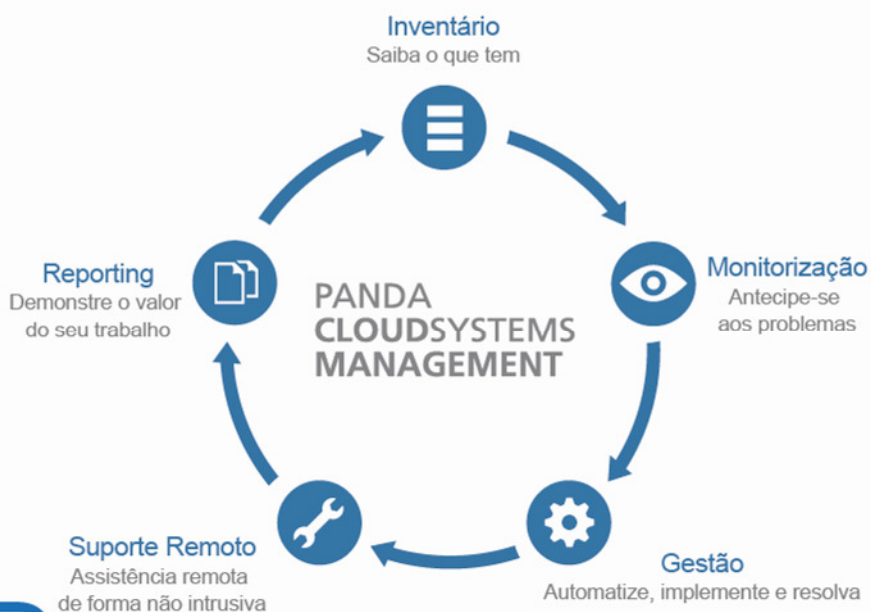 Inventário
Saiba o que tem
Monitorização
Antecipe-se
aos problemas
Gestão
Automatize, implemente e resolva
Suporte Remoto
Assistência remota
de forma não intrusiva
Reporting
Demonstre o valor
do seu trabalho
PANDA
CLOUDSYSTEMS
MANAGEMENT